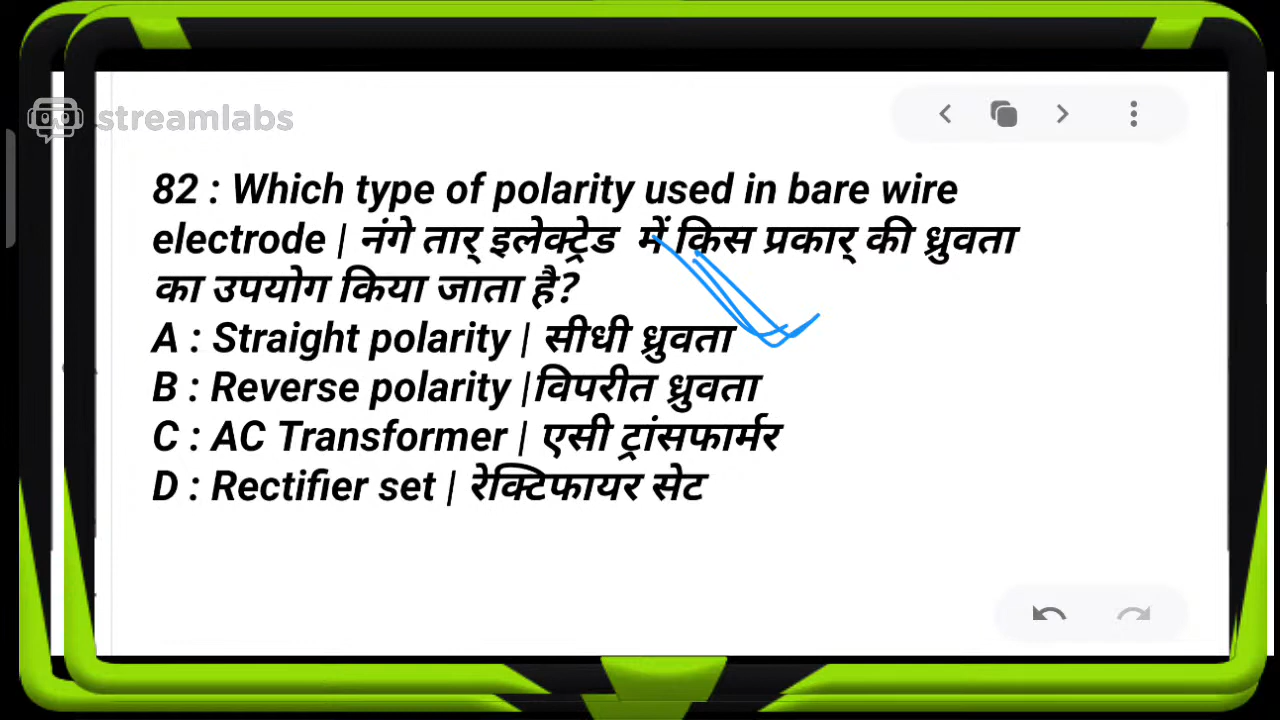 streamlabs
82 : Which type of polarity used in bare wire
electrode | नंगे तार् इलेक्ट्रेड में किस प्रकार् की ध्रुवता
का उपयोग किया जाता है?
A : Straight polarity | सीधी ध्रुवता
B : Reverse polarity |विपरीत ध्रुवता
C : AC Transformer | एसी ट्रांसफार्मर
D : Rectifier set | रेक्टिफायर सेट